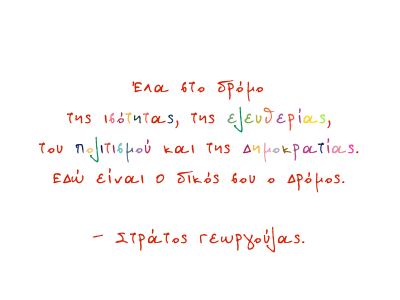 Έλα στο δρόμο
της ισότητας, της ελευθερίας,
του πολιτισμού και της Δημοκρατίας.
Εδώ είναι ο δικός σου ο Δρόμος.
– Στράτος Γεωργούλας.